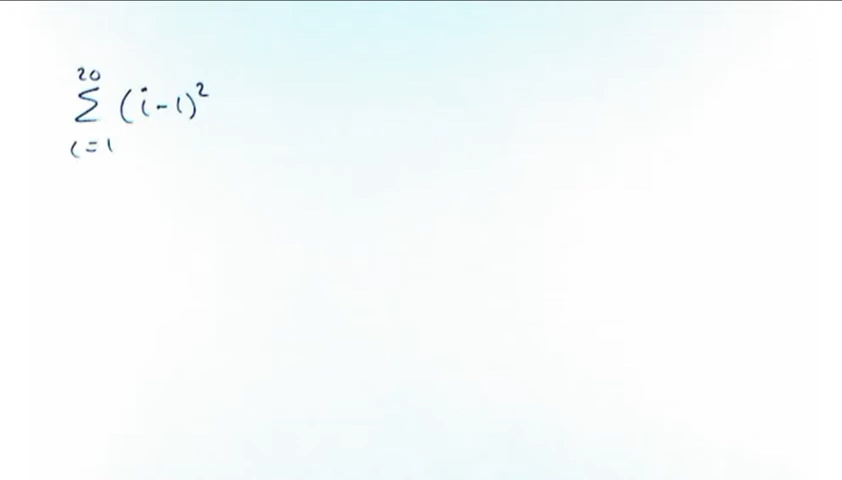 20
∑ (i-1)²
i=1